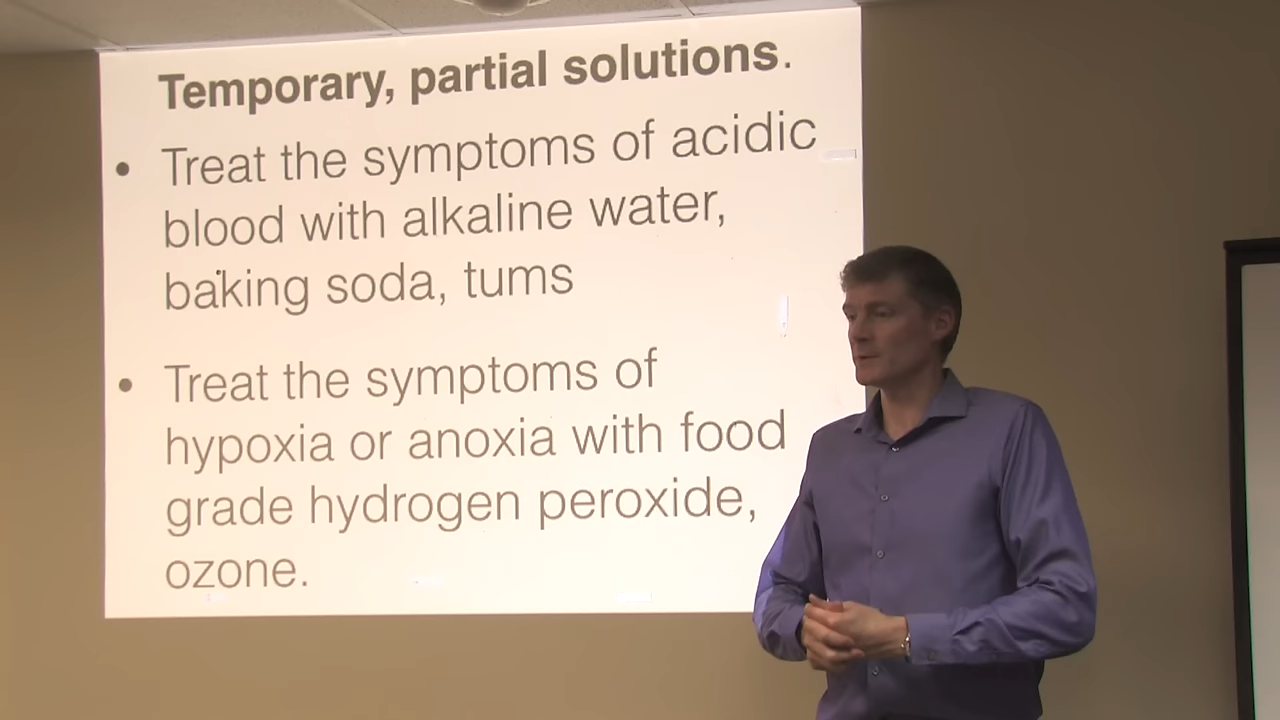 Temporary, partial solutions.
• Treat the symptoms of acidic
blood with alkaline water,
baking soda, tums
• Treat the symptoms of
hypoxia or anoxia with food
grade hydrogen peroxide,
ozone.